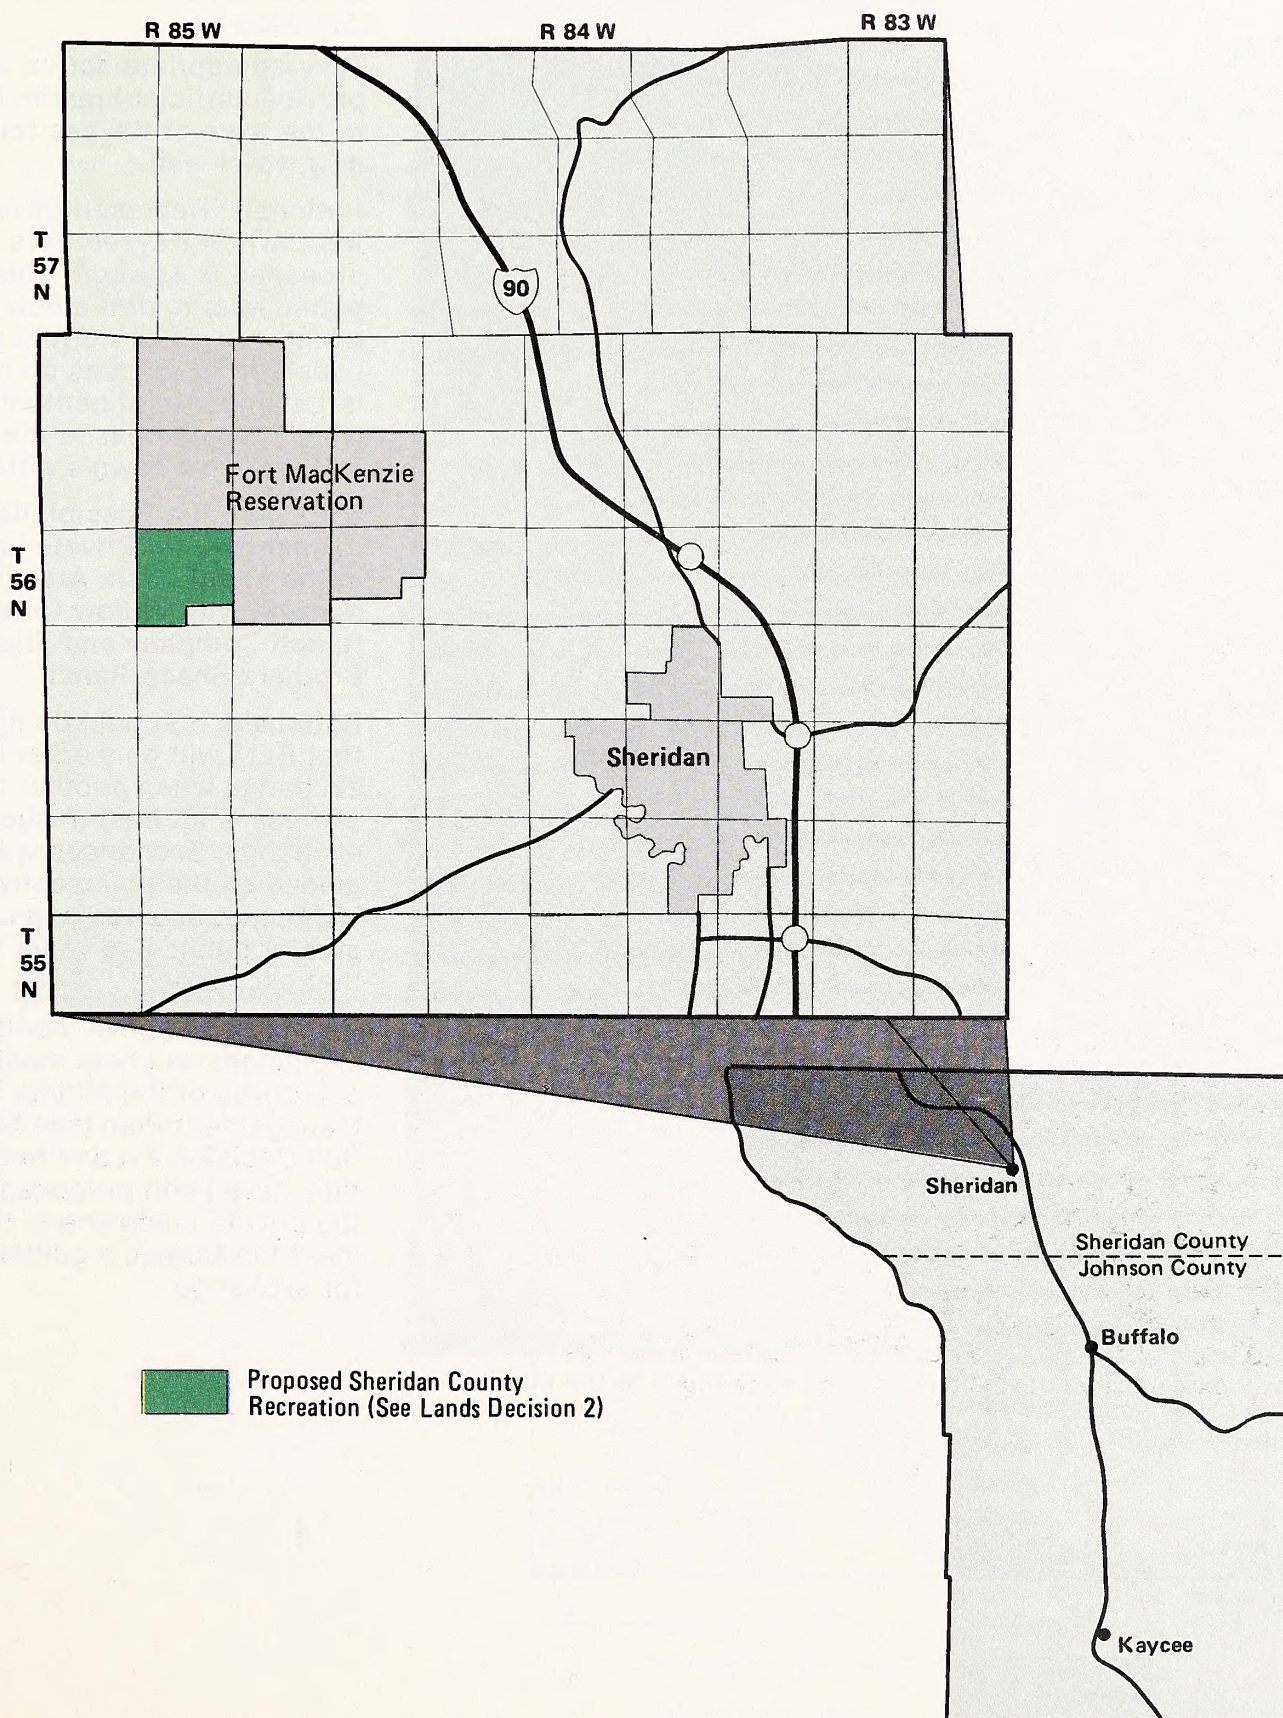 R 85 W
R 84 W
R 83 W
T
57
N
90
Fort MacKenzie
Reservation
T
56
N
Sheridan
T
55
N
Sheridan
Sheridan County
Johnson County
Buffalo
Proposed Sheridan County
Recreation (See Lands Decision 2)
Kaycee